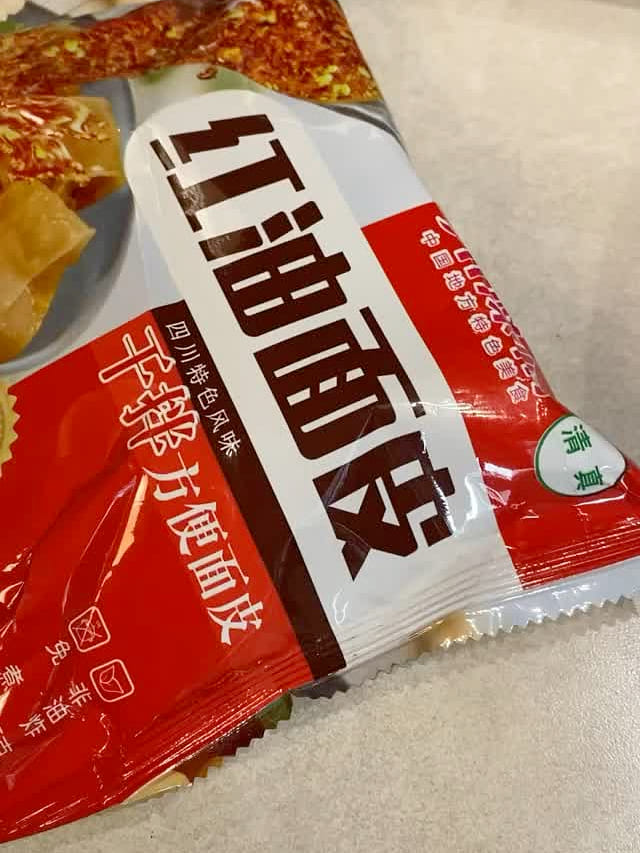 红油面皮
四川特色风味
干拌方便面皮
中国地方特色美食
清真
非油炸
免煮